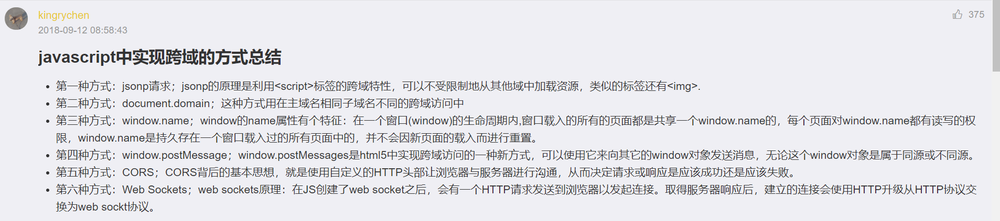 kingrychen
375
2018-09-12 08:58:43
javascript中实现跨域的方式总结
第一种方式：jsonp请求；jsonp的原理是利用<script>标签的跨域特性，可以不受限制地从其他域中加载资源，类似的标签还有<img>.
第二种方式：document.domain；这种方式用在主域名相同子域名不同的跨域访问中
第三种方式：window.name；window的name属性有个特征：在一个窗口(window)的生命周期内,窗口载入的所有的页面都是共享一个window.name的，每个页面对window.name都有读写的权
限，window.name是持久存在一个窗口载入过的所有页面中的，并不会因新页面的载入而进行重置。
第四种方式：window.postMessage；window.postMessages是html5中实现跨域访问的一种新方式，可以使用它来向其它的window对象发送消息，无论这个window对象是属于同源或不同源。
第五种方式：CORS；CORS背后的基本思想，就是使用自定义的HTTP头部让浏览器与服务器进行沟通，从而决定请求或响应是应该成功还是应该失败。
第六种方式：Web Sockets；web sockets原理：在JS创建了web socket之后，会有一个HTTP请求发送到浏览器以发起连接。取得服务器响应后，建立的连接会使用HTTP升级从HTTP协议交
换为web sockt协议。